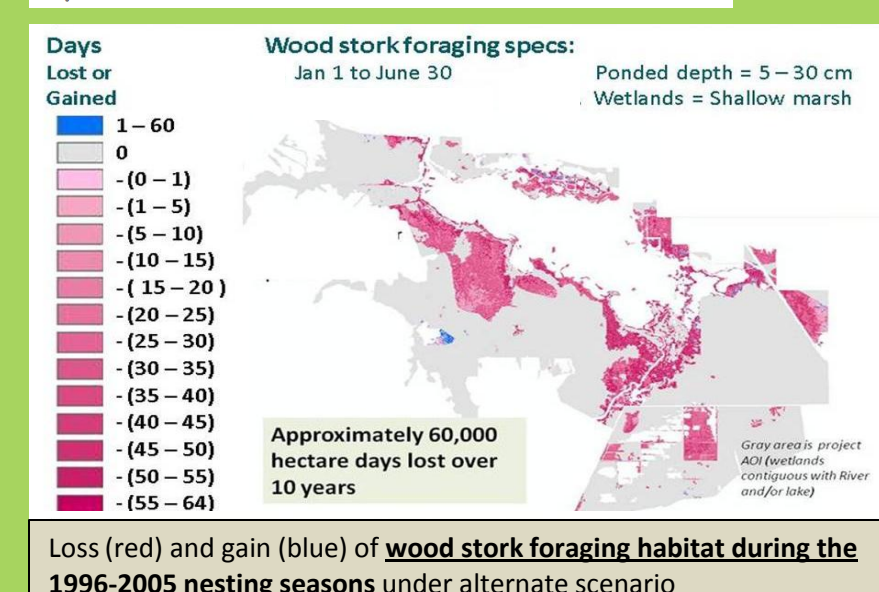 Days
Lost or
Gained
1 – 60
0
- (0 – 1)
- (1 – 5)
- (5 – 10)
- (10 – 15)
- ( 15 – 20 )
- (20 – 25)
- (25 – 30)
- (30 – 35)
- (35 – 40)
- (40 – 45)
- (45 – 50)
- (50 – 55)
- (55 – 64)
Wood stork foraging specs:
Jan 1 to June 30
Ponded depth = 5 – 30 cm
Wetlands = Shallow marsh
Approximately 60,000
hectare days lost over
10 years
Gray area is project
AOI (wetlands
contiguous with River
and/or lake)
Loss (red) and gain (blue) of wood stork foraging habitat during the
1996-2005 nesting seasons under alternate scenario